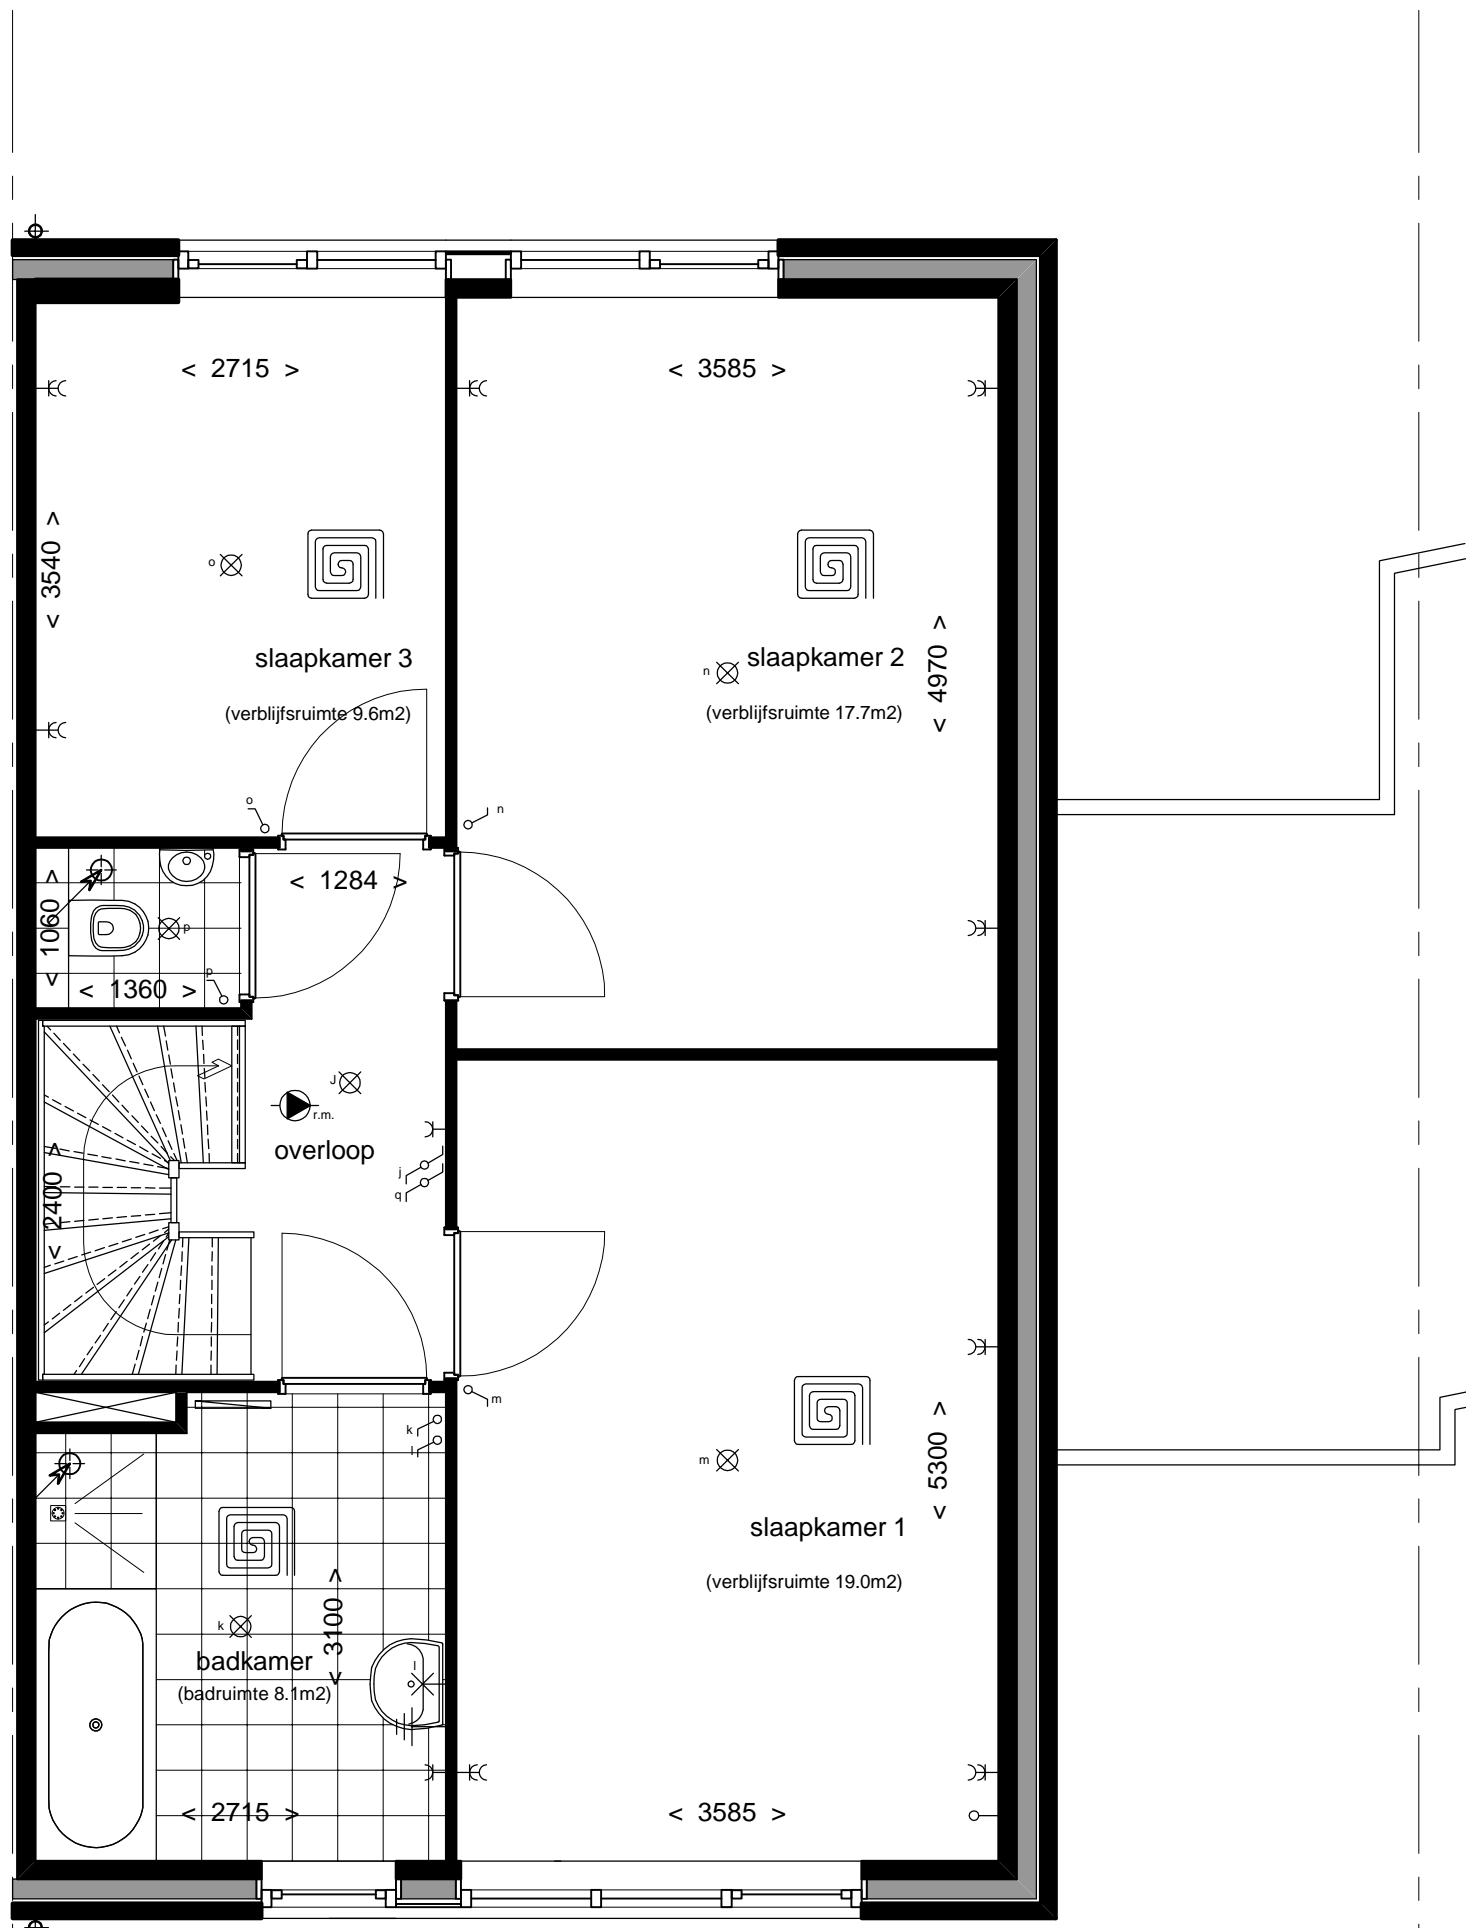 < 2715 >
< 3585 >
< 3540 >
o
slaapkamer 3
(verblijfsruimte 9.6m2)
n
slaapkamer 2
(verblijfsruimte 17.7m2)
< 4970 >
o
n
< 1284 >
< 1060 >
p
p
< 1360 >
J
r.m.
overloop
j
q
< 2400 >
m
k
l
m
< 5300 >
slaapkamer 1
(verblijfsruimte 19.0m2)
k
< 3100 >
l
badkamer
(badruimte 8.1m2)
< 2715 >
< 3585 >